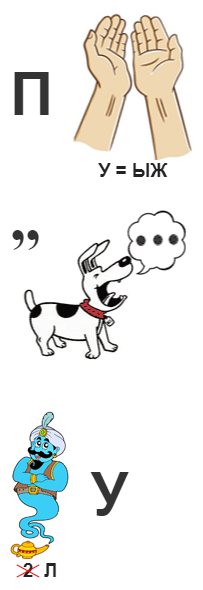 П
У = ЫЖ
,,
...
У
2 Л